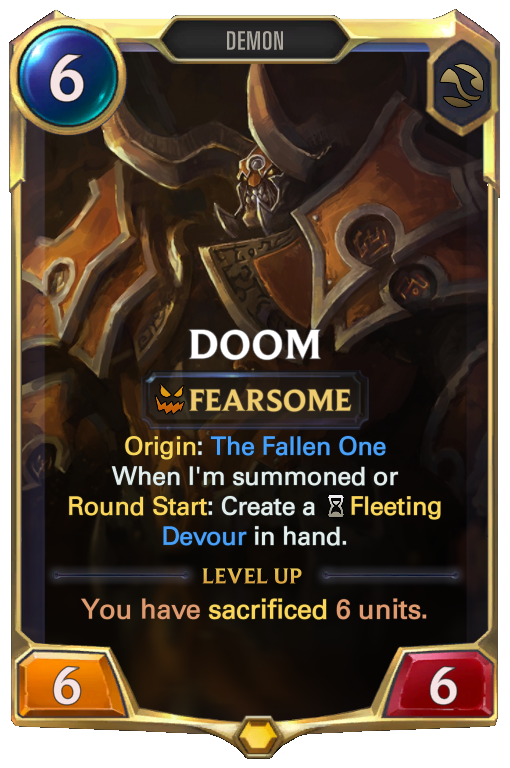 DEMON
6
DOOM
FEARSOME
Origin: The Fallen One
When I'm summoned or
Round Start: Create a Fleeting
Devour in hand.
LEVEL UP
You have sacrificed 6 units.
6
6